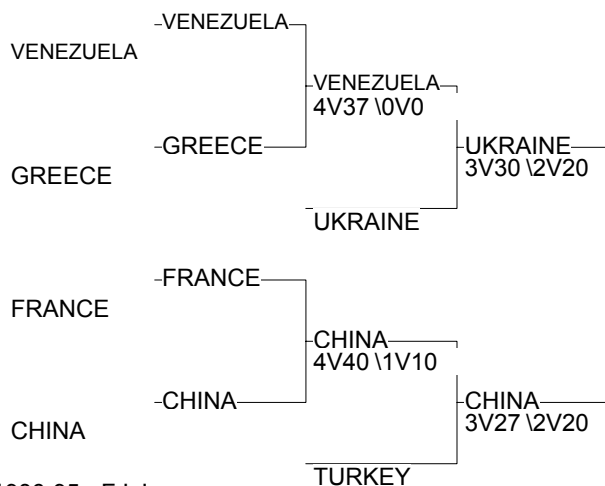 VENEZUELA
VENEZUELA
VENEZUELA
4V37 \0V0
GREECE
UKRAINE
3V30 \2V20
GREECE
UKRAINE
FRANCE
FRANCE
CHINA
4V40 \1V10
CHINA
CHINA
3V27 \2V20
CHINA
TURKEY